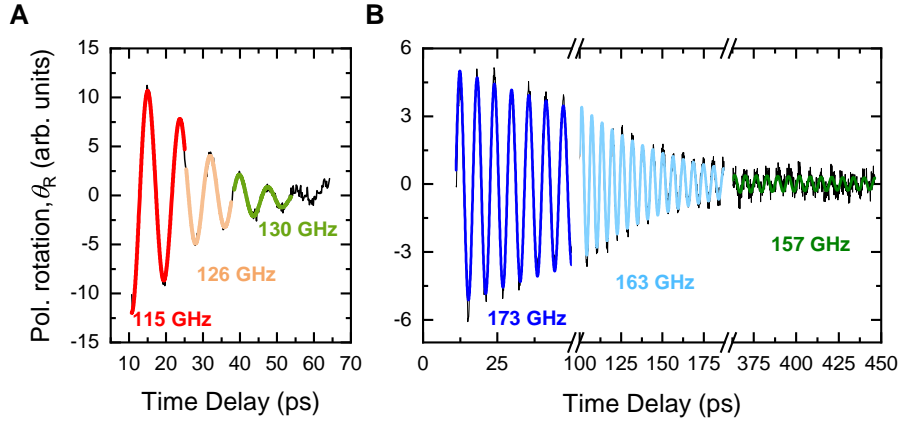 A
B
Pol. rotation, θR (arb. units)
15
10
5
0
-5
-10
-15
115 GHz
126 GHz
130 GHz
10 20 30 40 50 60 70
Time Delay (ps)
6
3
0
-3
-6
173 GHz
163 GHz
157 GHz
0 25 100 125 150 175 375 400 425 450
Time Delay (ps)